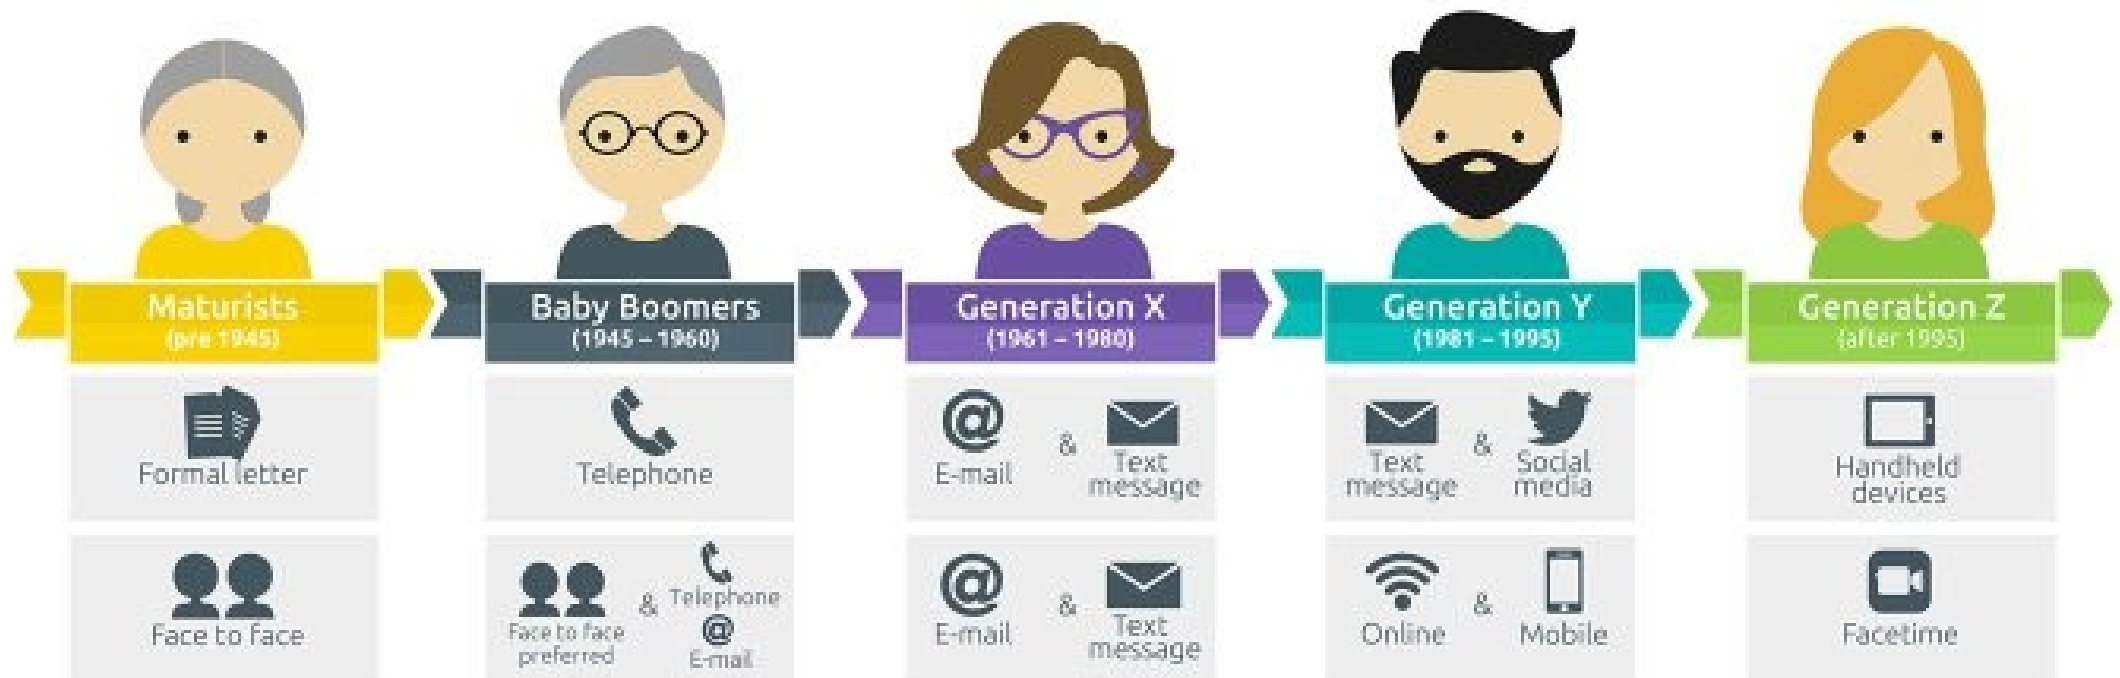 Maturists
(pre 1945)
Formal letter
Face to face
Baby Boomers
(1945 – 1960)
Telephone
Face to face
preferred
&
Telephone
@
E-mail
Generation X
(1961 – 1980)
@
E-mail
&
Text
message
@
E-mail
&
Text
message
Generation Y
(1981 – 1995)
Text
message
&
Social
media
Online
&
Mobile
Generation Z
(after 1995)
Handheld
devices
Facetime